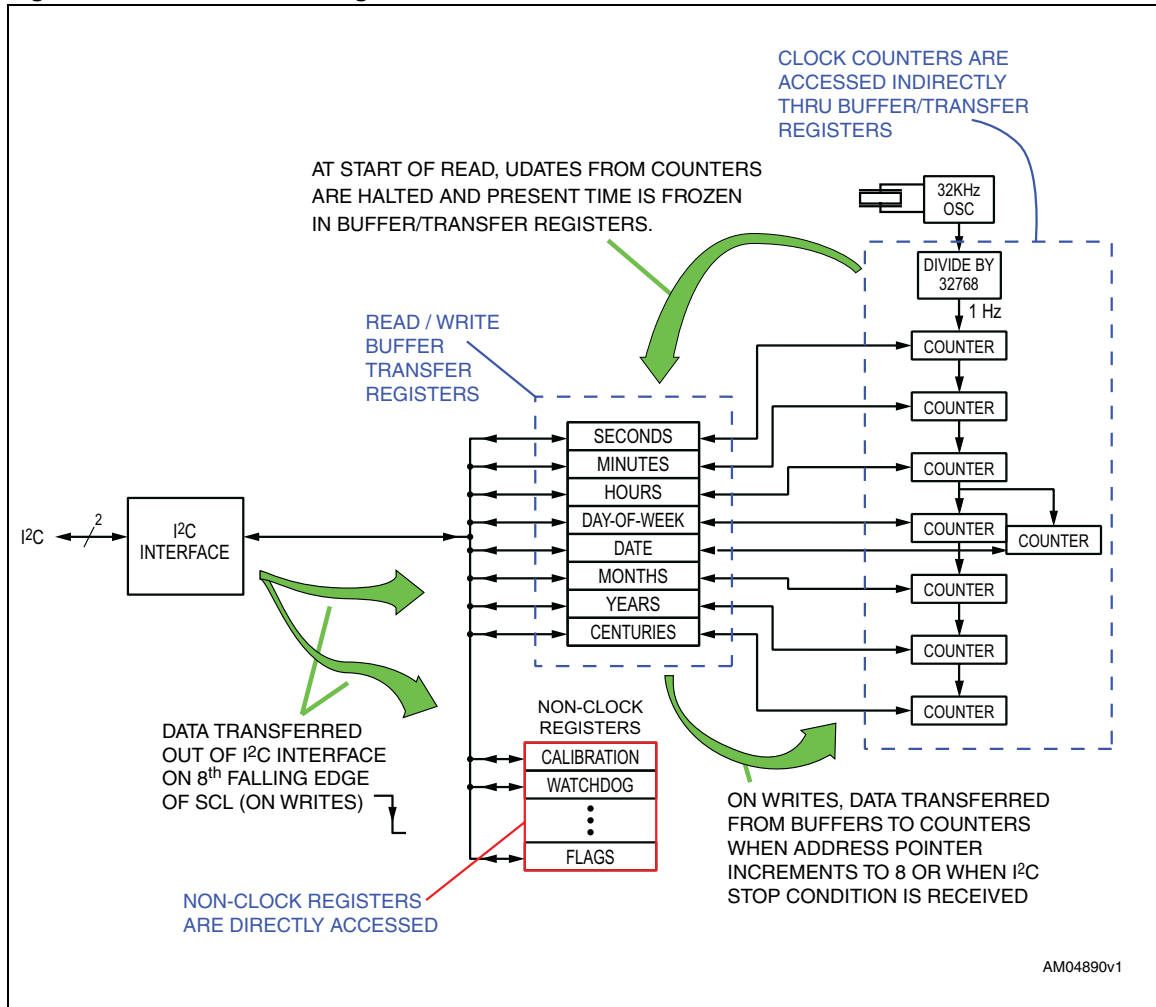 CLOCK COUNTERS ARE
ACCESSED INDIRECTLY
THRU BUFFER/TRANSFER
REGISTERS
AT START OF READ, UDATES FROM COUNTERS
ARE HALTED AND PRESENT TIME IS FROZEN
IN BUFFER/TRANSFER REGISTERS.
32KHz
OSC
DIVIDE BY
32768
1 Hz
READ / WRITE
BUFFER
TRANSFER
REGISTERS
COUNTER
COUNTER
COUNTER
COUNTER
COUNTER
COUNTER
COUNTER
COUNTER
SECONDS
MINUTES
HOURS
DAY-OF-WEEK
DATE
MONTHS
YEARS
CENTURIES
I²C
2
I²C
INTERFACE
DATA TRANSFERRED
OUT OF I²C INTERFACE
ON 8th FALLING EDGE
OF SCL (ON WRITES)
NON-CLOCK
REGISTERS
CALIBRATION
WATCHDOG
FLAGS
NON-CLOCK REGISTERS
ARE DIRECTLY ACCESSED
ON WRITES, DATA TRANSFERRED
FROM BUFFERS TO COUNTERS
WHEN ADDRESS POINTER
INCREMENTS TO 8 OR WHEN I²C
STOP CONDITION IS RECEIVED
AM04890v1